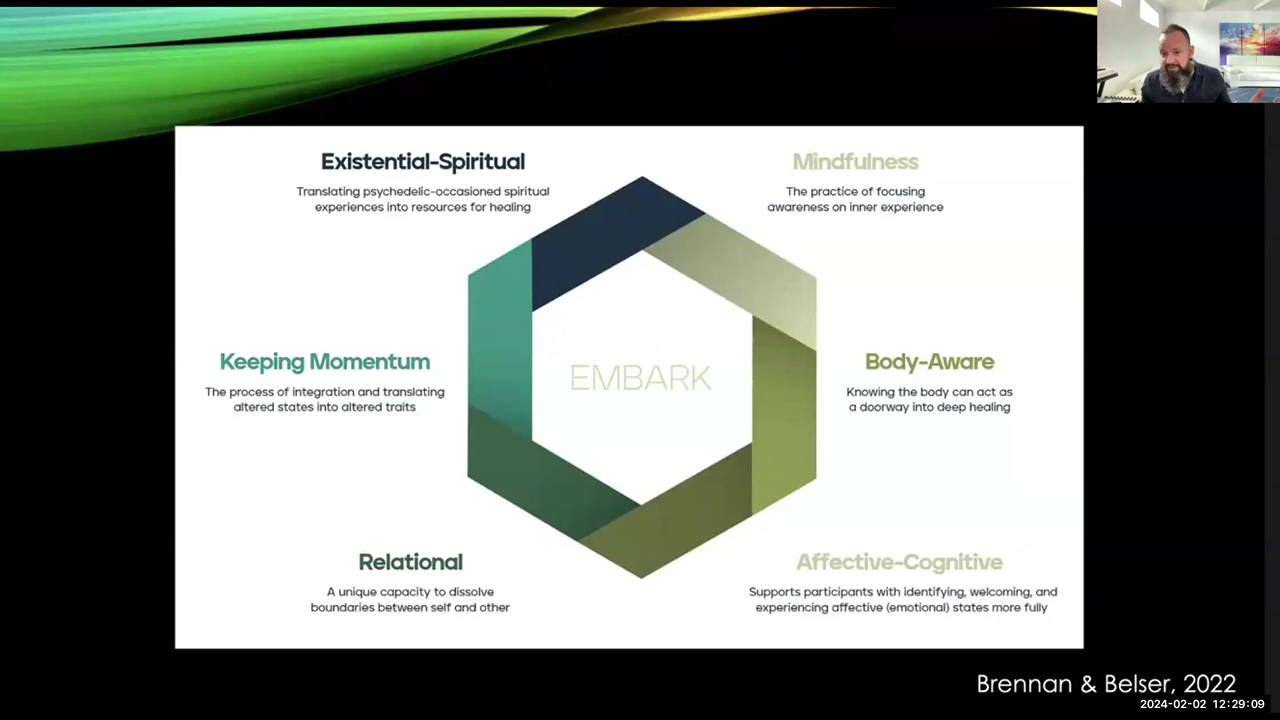 Existential-Spiritual
Translating psychedelic-occasioned spiritual
experiences into resources for healing
Mindfulness
The practice of focusing
awareness on inner experience
Keeping Momentum
The process of integration and translating
altered states into altered traits
EMBARK
Body-Aware
Knowing the body can act as
a doorway into deep healing
Relational
A unique capacity to dissolve
boundaries between self and other
Affective-Cognitive
Supports participants with identifying, welcoming, and
experiencing affective (emotional) states more fully
Brennan & Belser, 2022
2024-02-02 12:29:09